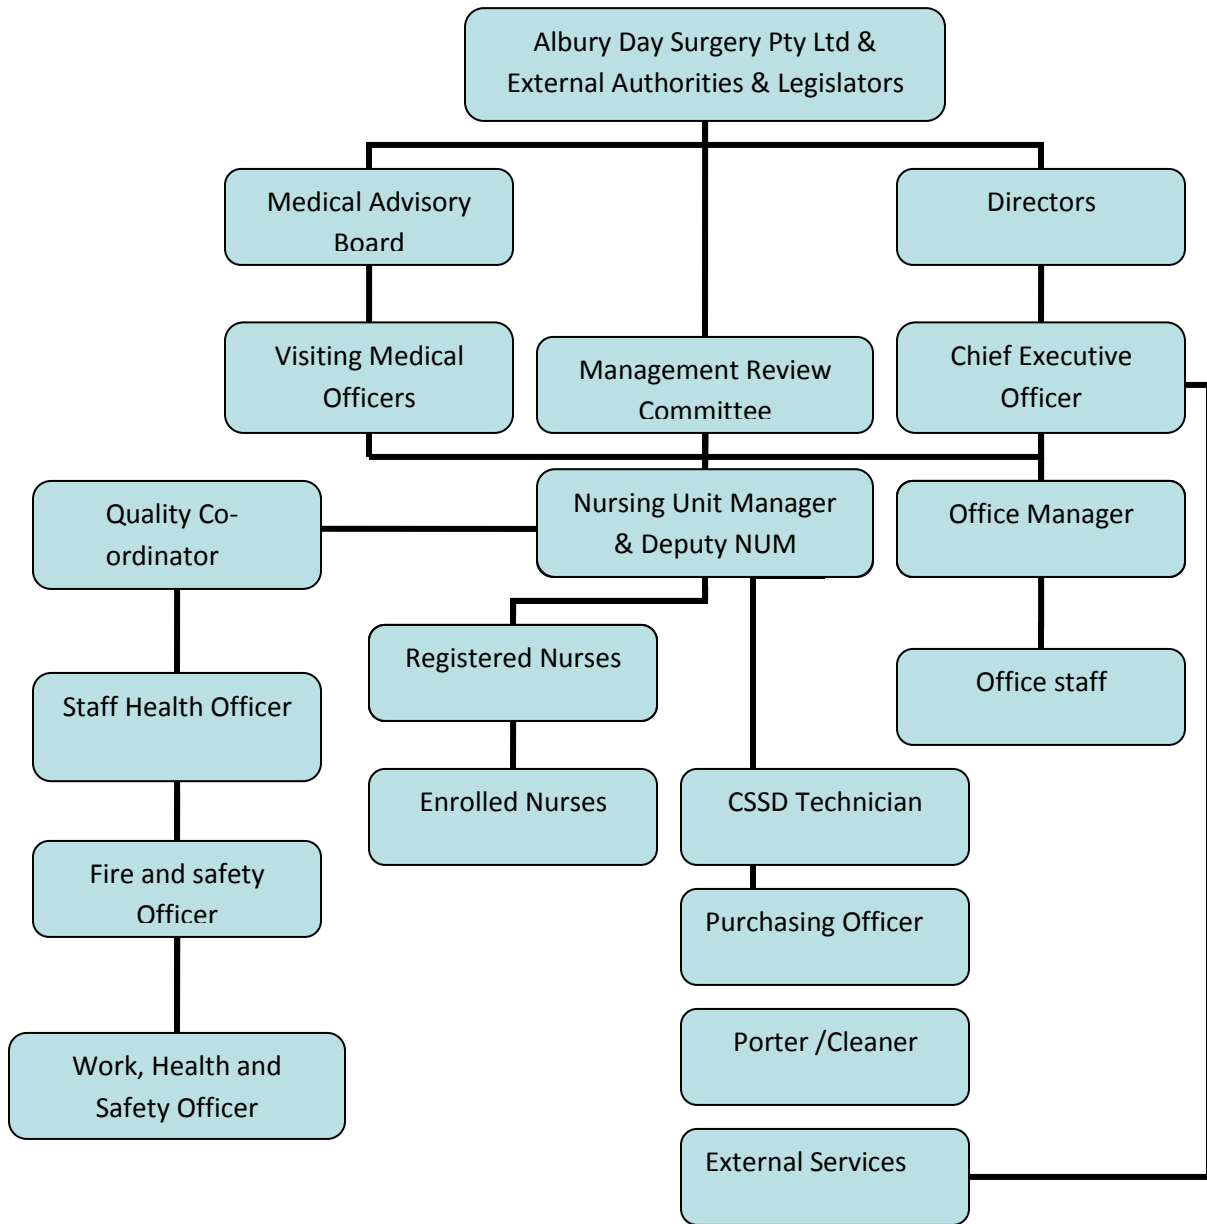 Albury Day Surgery Pty Ltd &
External Authorities & Legislators
Medical Advisory
Board
Directors
Visiting Medical
Officers
Management Review
Committee
Chief Executive
Officer
Quality Co-
ordinator
Nursing Unit Manager
& Deputy NUM
Office Manager
Registered Nurses
Office staff
Staff Health Officer
Enrolled Nurses
CSSD Technician
Fire and safety
Officer
Purchasing Officer
Porter /Cleaner
Work, Health and
Safety Officer
External Services